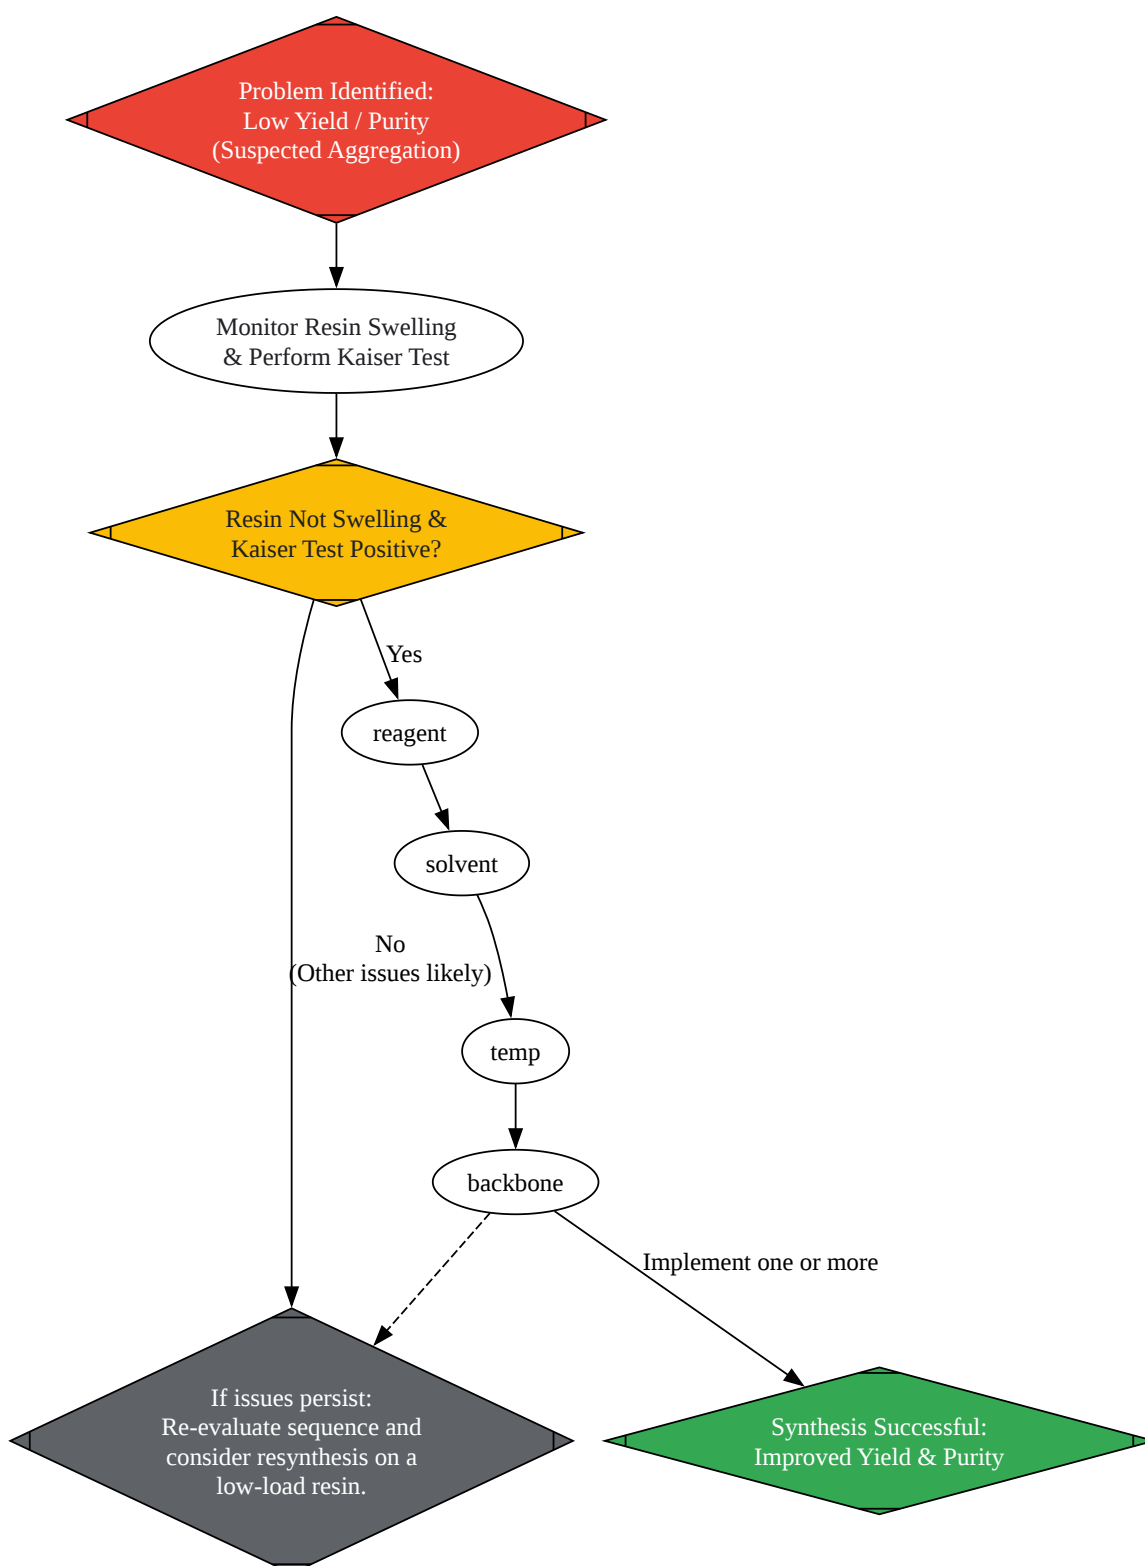 Problem Identified:
Low Yield / Purity
(Suspected Aggregation)
Monitor Resin Swelling
& Perform Kaiser Test
Resin Not Swelling &
Kaiser Test Positive?
Yes
reagent
solvent
No
(Other issues likely)
temp
backbone
Implement one or more
If issues persist:
Re-evaluate sequence and
consider resynthesis on a
low-load resin.
Synthesis Successful:
Improved Yield & Purity